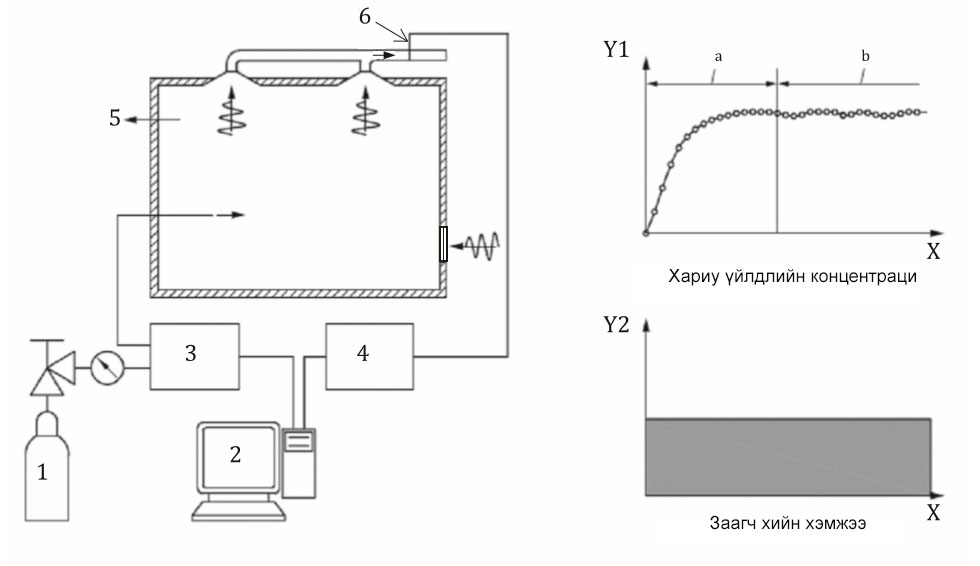 6
5
3
4
1
2
Y1
a
b
X
Хариу үйлдлийн концентраци
Y2
X
Заагч хийн хэмжээ